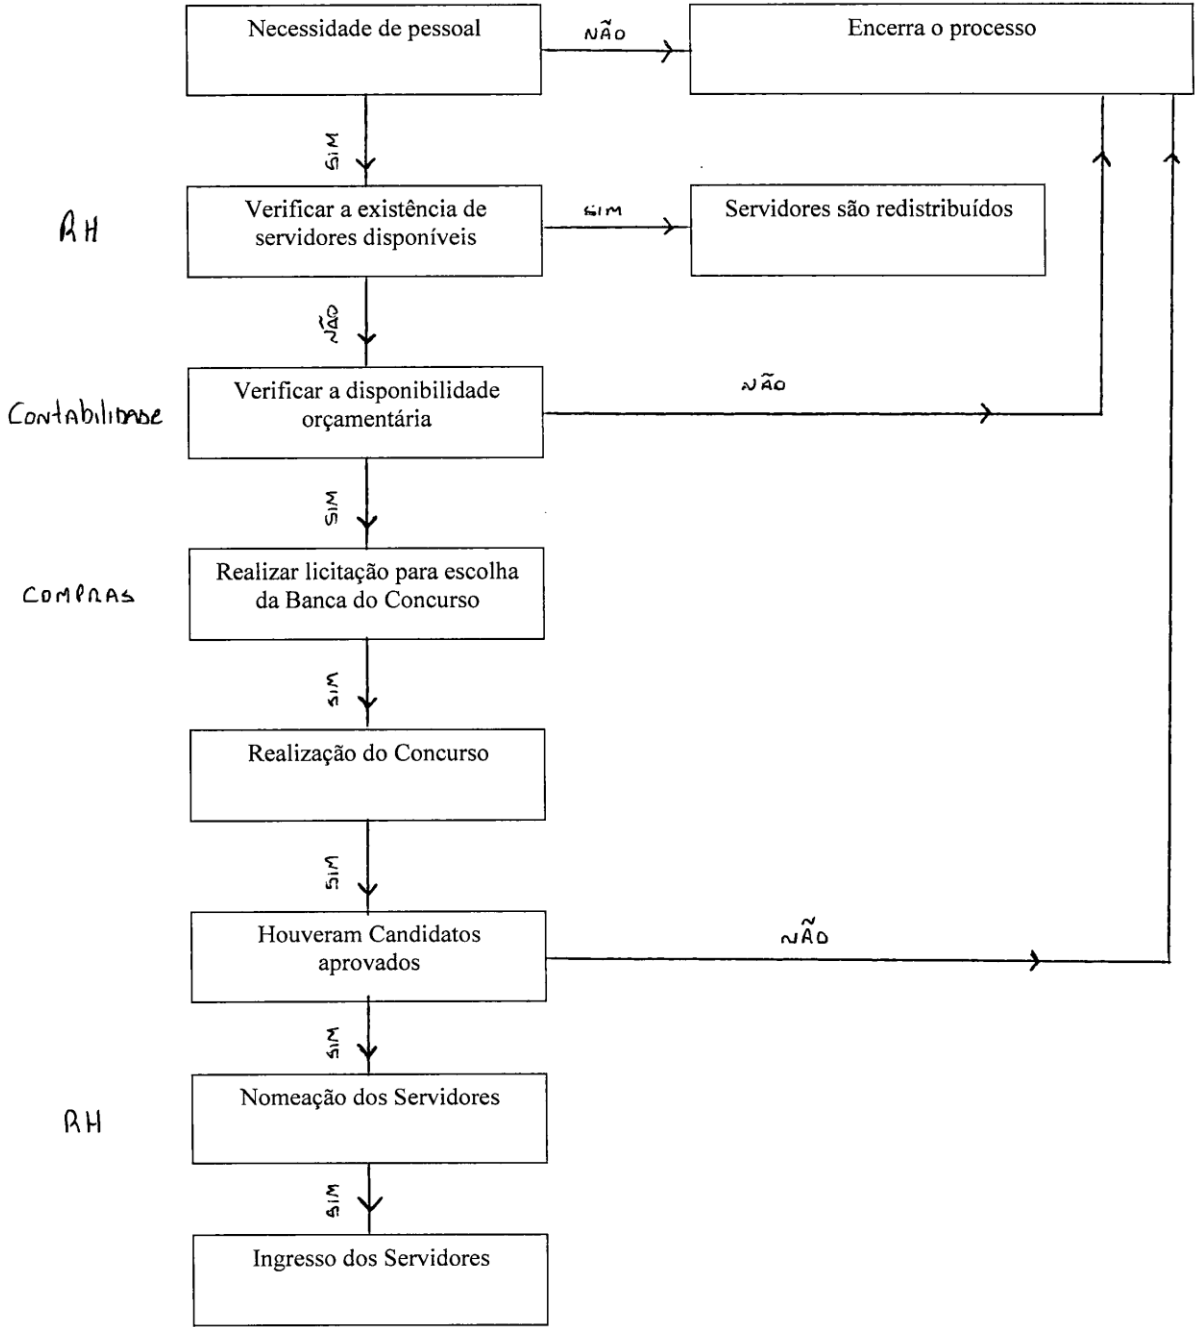 Necessidade de pessoal
NÃO
Encerra o processo
SIM
RH
Verificar a existência de
servidores disponíveis
SIM
Servidores são redistribuídos
NÃO
Contabilidade
Verificar a disponibilidade
orçamentária
NÃO
SIM
COMPRAS
Realizar licitação para escolha
da Banca do Concurso
SIM
Realização do Concurso
SIM
Houveram Candidatos
aprovados
NÃO
SIM
RH
Nomeação dos Servidores
SIM
Ingresso dos Servidores